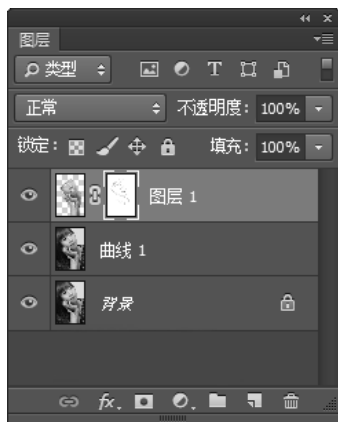 图层
类型
正常 不透明度: 100%
锁定: 填充: 100%
图层 1
曲线 1
背景
fx.